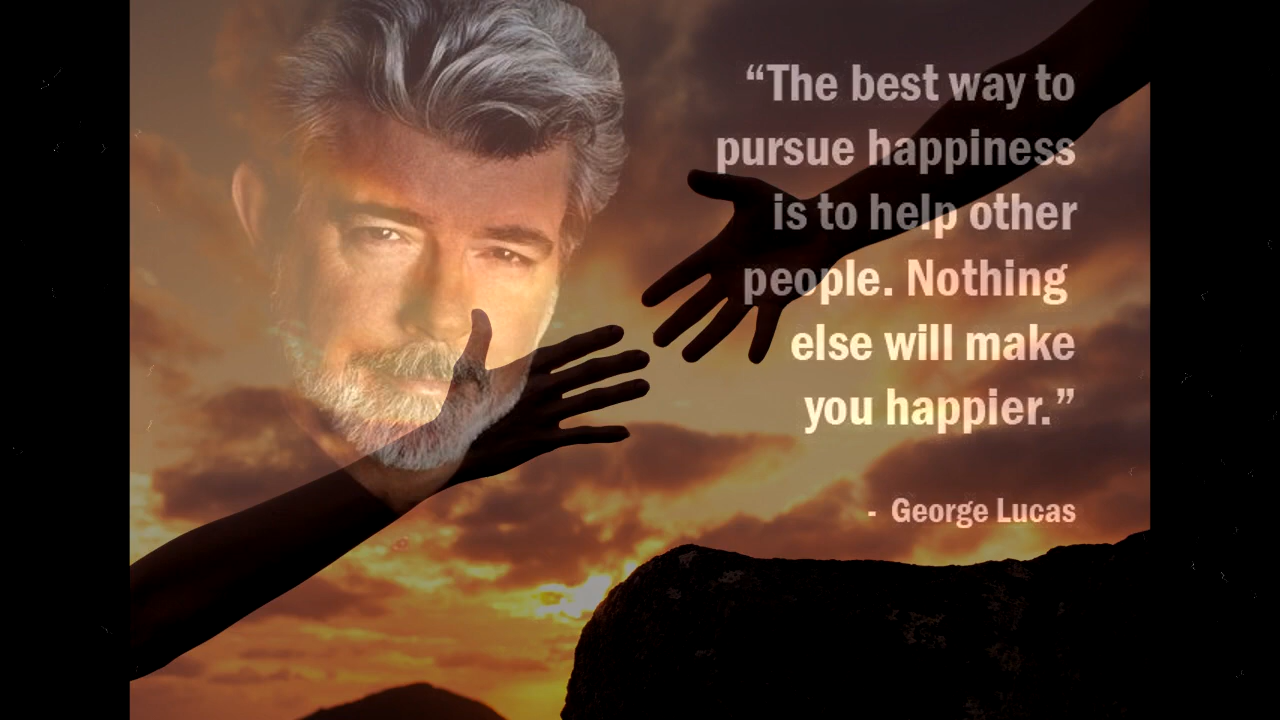 “The best way to
pursue happiness
is to help other
people. Nothing
else will make
you happier.”
- George Lucas